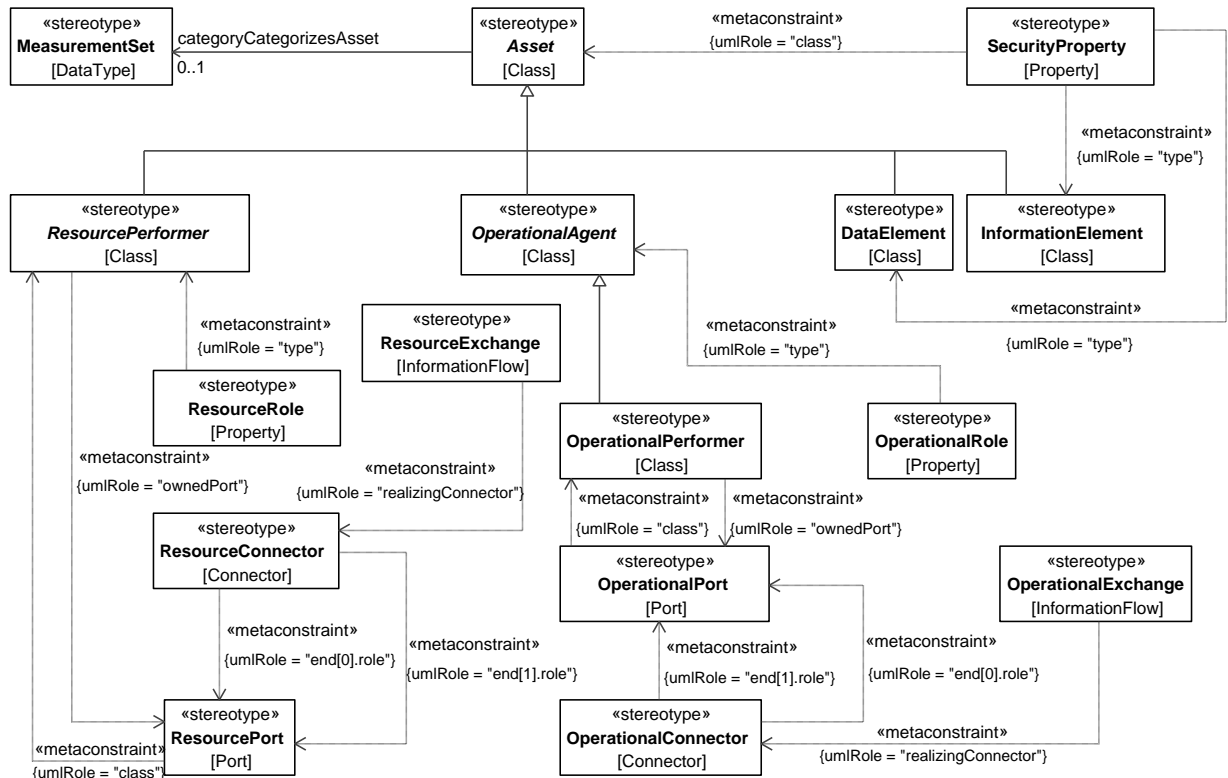 «stereotype»
MeasurementSet
[DataType]
categoryCategorizesAsset
0..1
«stereotype»
Asset
[Class]
«metaconstraint»
{umlRole = "class"}
«stereotype»
SecurityProperty
[Property]
«metaconstraint»
{umlRole = "type"}
«stereotype»
ResourcePerformer
[Class]
«stereotype»
OperationalAgent
[Class]
«stereotype»
DataElement
[Class]
«stereotype»
InformationElement
[Class]
«metaconstraint»
{umlRole = "type"}
«stereotype»
ResourceExchange
[InformationFlow]
«metaconstraint»
{umlRole = "type"}
«metaconstraint»
{umlRole = "type"}
«stereotype»
ResourceRole
[Property]
«stereotype»
OperationalPerformer
[Class]
«stereotype»
OperationalRole
[Property]
«metaconstraint»
{umlRole = "ownedPort"}
«metaconstraint»
{umlRole = "realizingConnector"}
«metaconstraint»
{umlRole = "class"}
«metaconstraint»
{umlRole = "ownedPort"}
«stereotype»
ResourceConnector
[Connector]
«stereotype»
OperationalPort
[Port]
«stereotype»
OperationalExchange
[InformationFlow]
«metaconstraint»
{umlRole = "end[0].role"}
«metaconstraint»
{umlRole = "end[1].role"}
«metaconstraint»
{umlRole = "end[1].role"}
«metaconstraint»
{umlRole = "end[0].role"}
«stereotype»
ResourcePort
[Port]
«stereotype»
OperationalConnector
[Connector]
«metaconstraint»
{umlRole = "class"}
«metaconstraint»
{umlRole = "realizingConnector"}